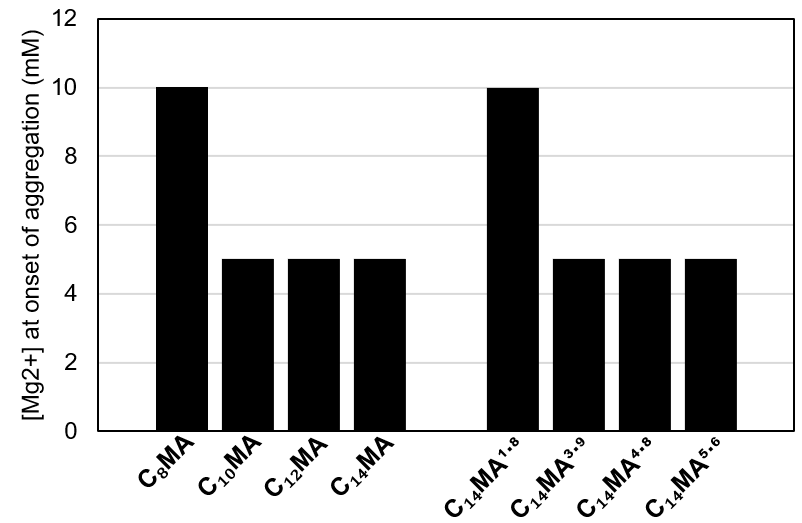 [Mg2+] at onset of aggregation (mM)
12
10
8
6
4
2
0
C₈MA
C₁₀MA
C₁₂MA
C₁₄MA
C₁₄MA¹·⁸
C₁₄MA³·⁹
C₁₄MA⁴·⁸
C₁₄MA⁵·⁶